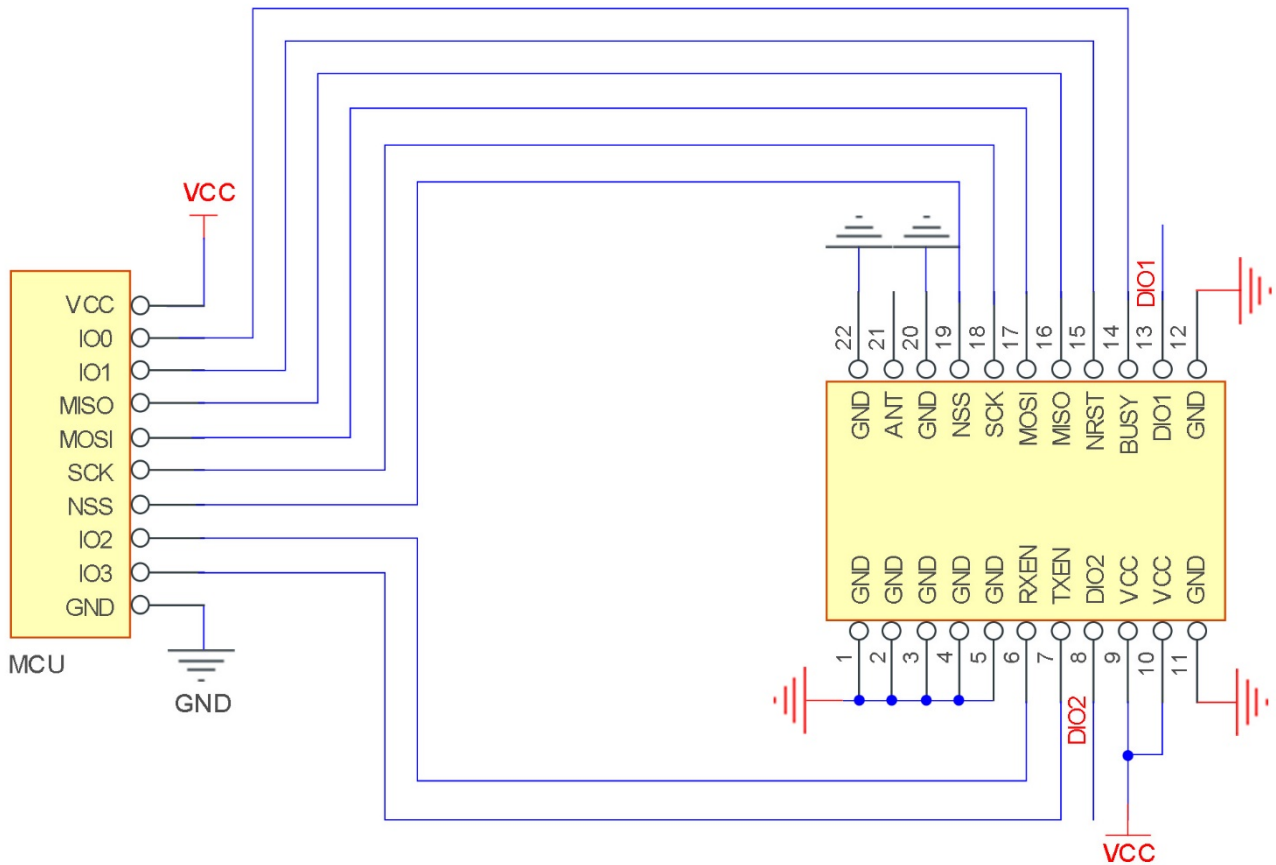 VCC
VCC
IO0
IO1
MISO
MOSI
SCK
NSS
IO2
IO3
GND
MCU
GND
DIO1
22 21 20 19 18 17 16 15 14 13 12
GND ANT GND NSS SCK MOSI MISO NRST BUSY DIO1 GND
GND GND GND GND GND RXEN TXEN DIO2 VCC VCC GND
1 2 3 4 5 6 7 8 9 10 11
DIO2
VCC